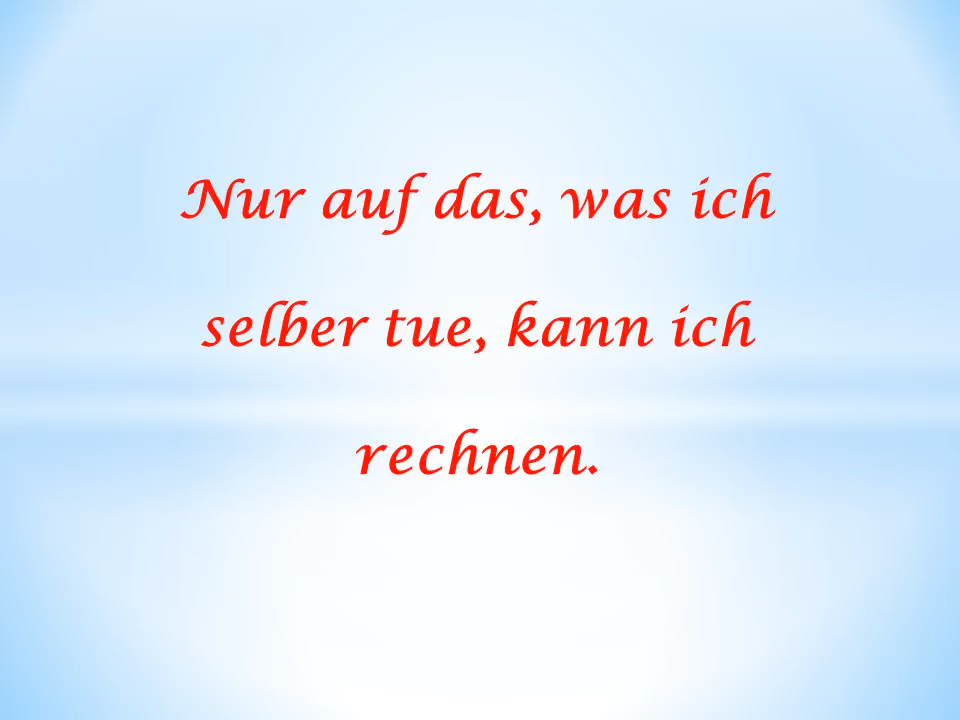 Nur auf das, was ich
selber tue, kann ich
rechnen.